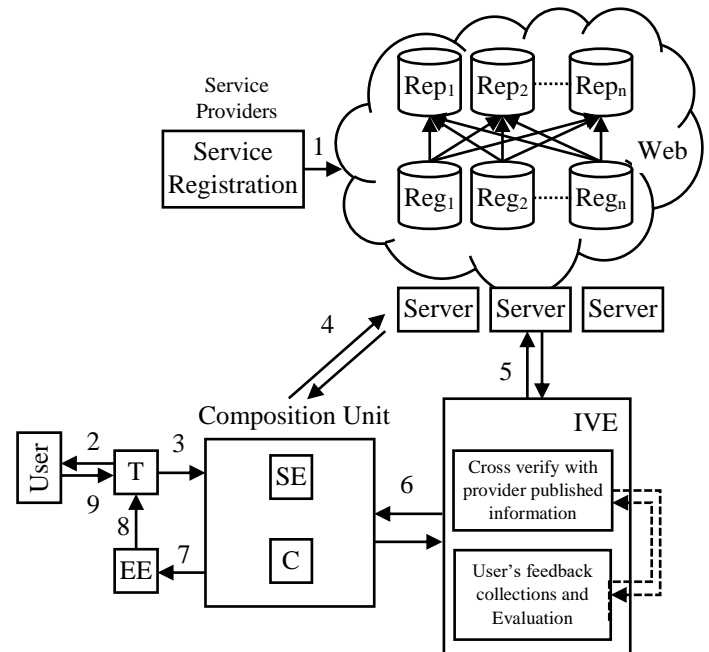 Rep1 Rep2 Repn
Service
Providers
Service
Registration
1
Web
Reg1 Reg2 Regn
Server Server Server
4
5
Composition Unit
IVE
User
2
9
T
3
SE
C
6
8
EE
7
Cross verify with
provider published
information
User's feedback
collections and
Evaluation